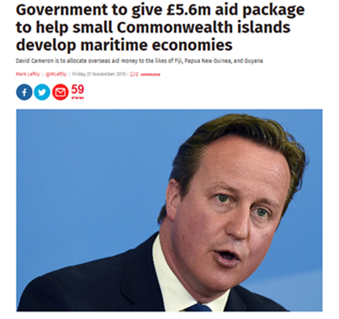 Government to give £5.6m aid package
to help small Commonwealth islands
develop maritime economies
David Cameron is to allocate overseas aid money to the likes of Fiji, Papua New Guinea, and Guyana
Mark Leftly | @MLeftly | Friday 27 November 2015 | 2 comments
59
shares